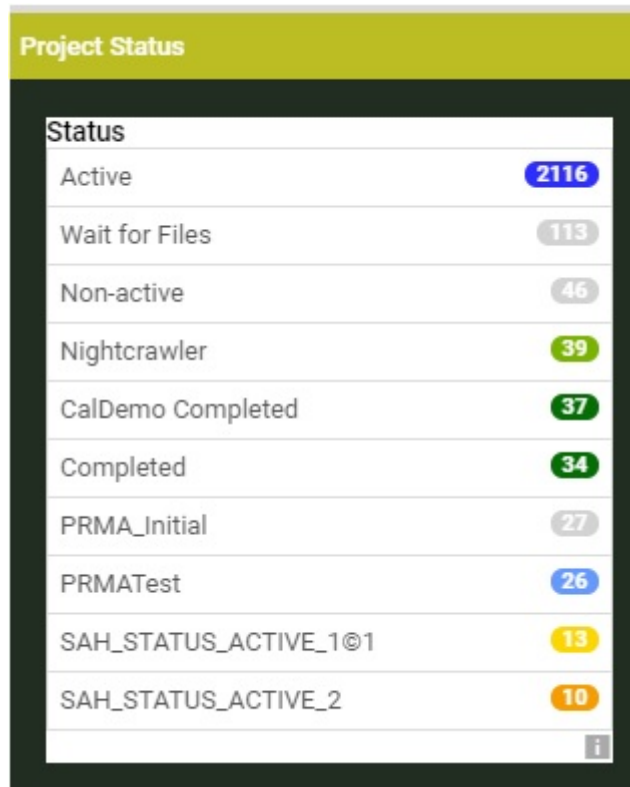 Project Status
Status
Active 2116
Wait for Files 113
Non-active 46
Nightcrawler 39
CalDemo Completed 37
Completed 34
PRMA_Initial 27
PRMATest 26
SAH_STATUS_ACTIVE_1©1 13
SAH_STATUS_ACTIVE_2 10
i